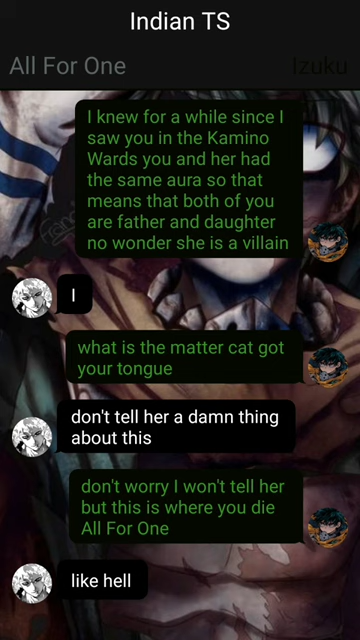 Indian TS
All For One
Izuku
I knew for a while since I
saw you in the Kamino
Wards you and her had
the same aura so that
means that both of you
are father and daughter
no wonder she is a villain
I
what is the matter cat got
your tongue
don't tell her a damn thing
about this
don't worry I won't tell her
but this is where you die
All For One
like hell